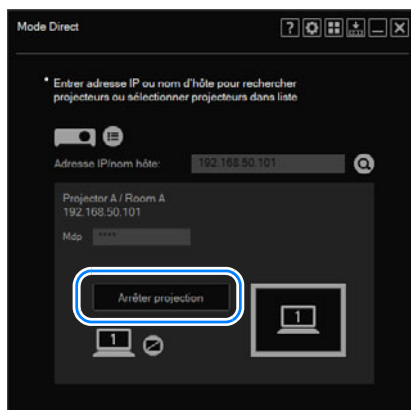 Mode Direct
?
* Entrer adresse IP ou nom d'hôte pour rechercher
projecteurs ou sélectionner projecteurs dans liste
Adresse IP/nom hôte: 192.168.50.101
Projector A / Room A
192.168.50.101
Mdp ****
Arrêter projection
1
1